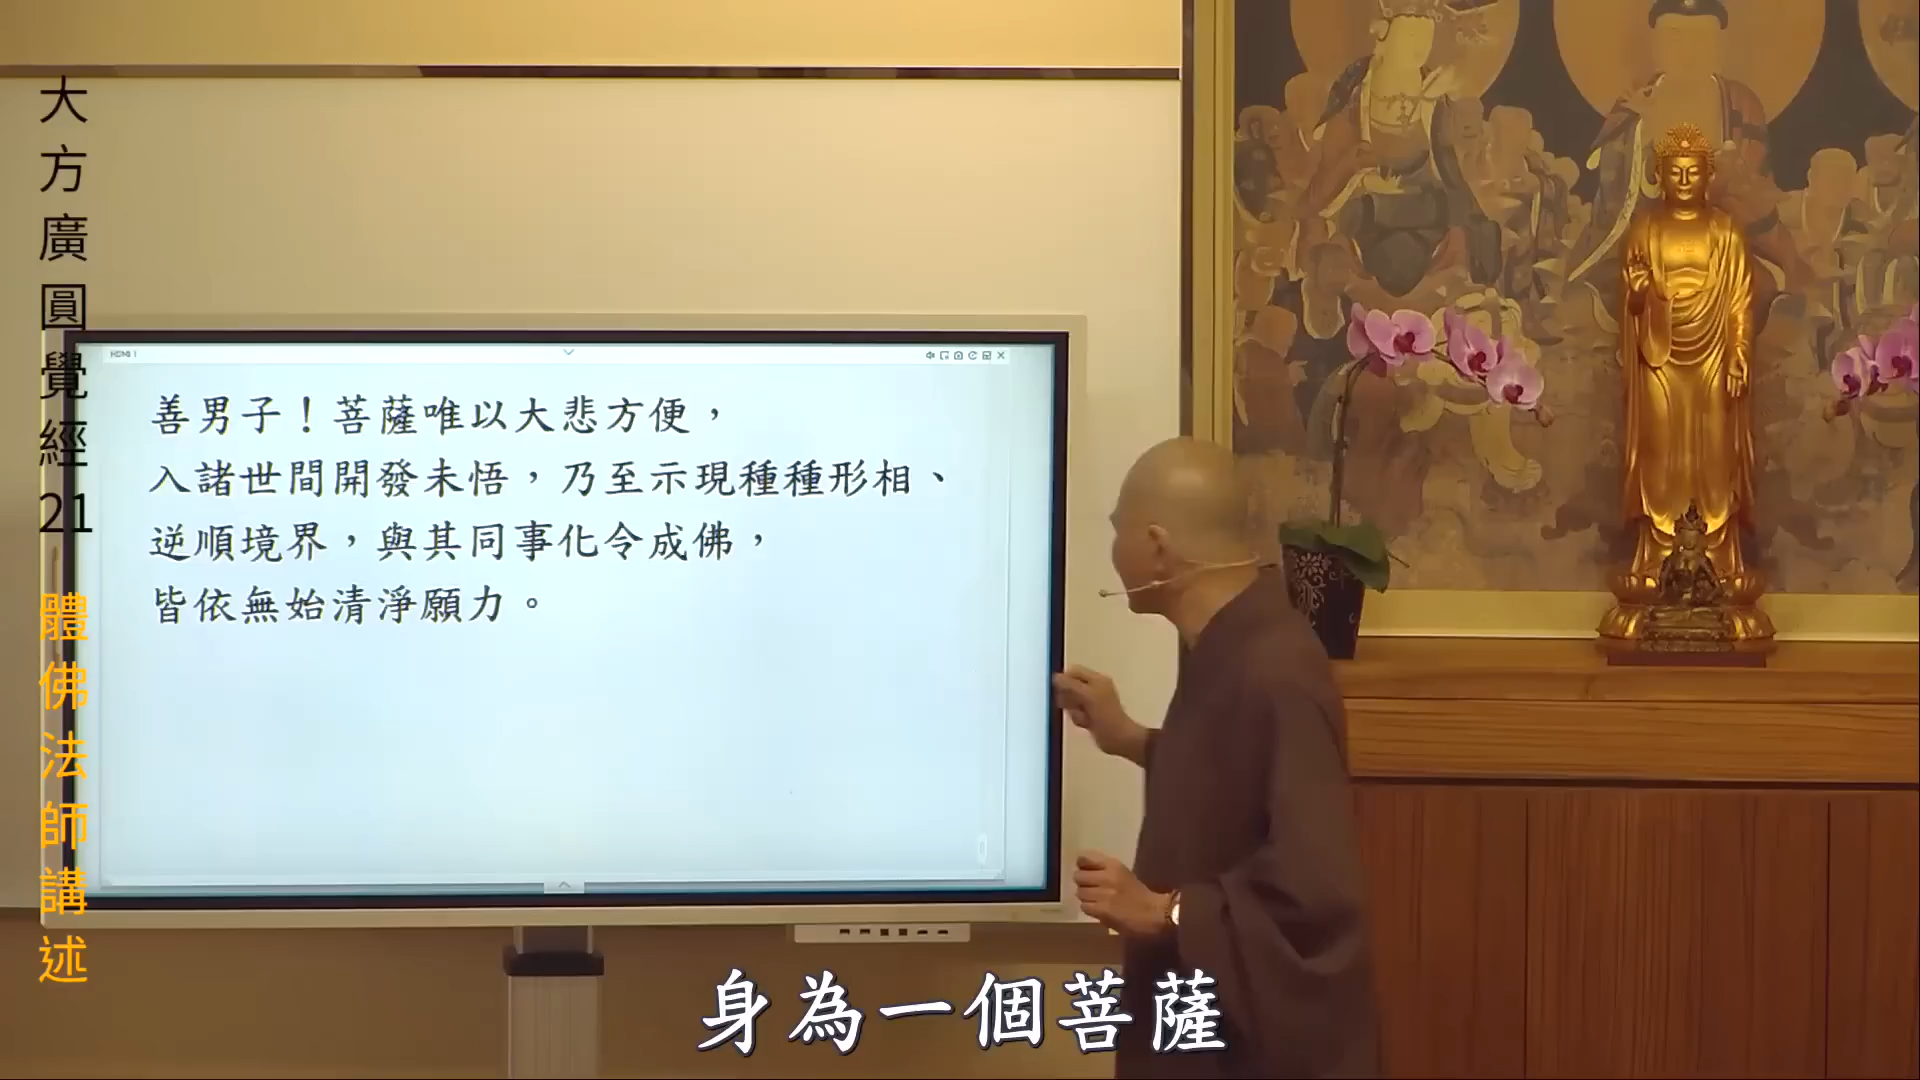 大方廣圓覺經21 體佛法師講述
HDMI 1
善男子！菩薩唯以大悲方便，
入諸世間開發未悟，乃至示現種種形相、
逆順境界，與其同事化令成佛，
皆依無始清淨願力。
身為一個菩薩